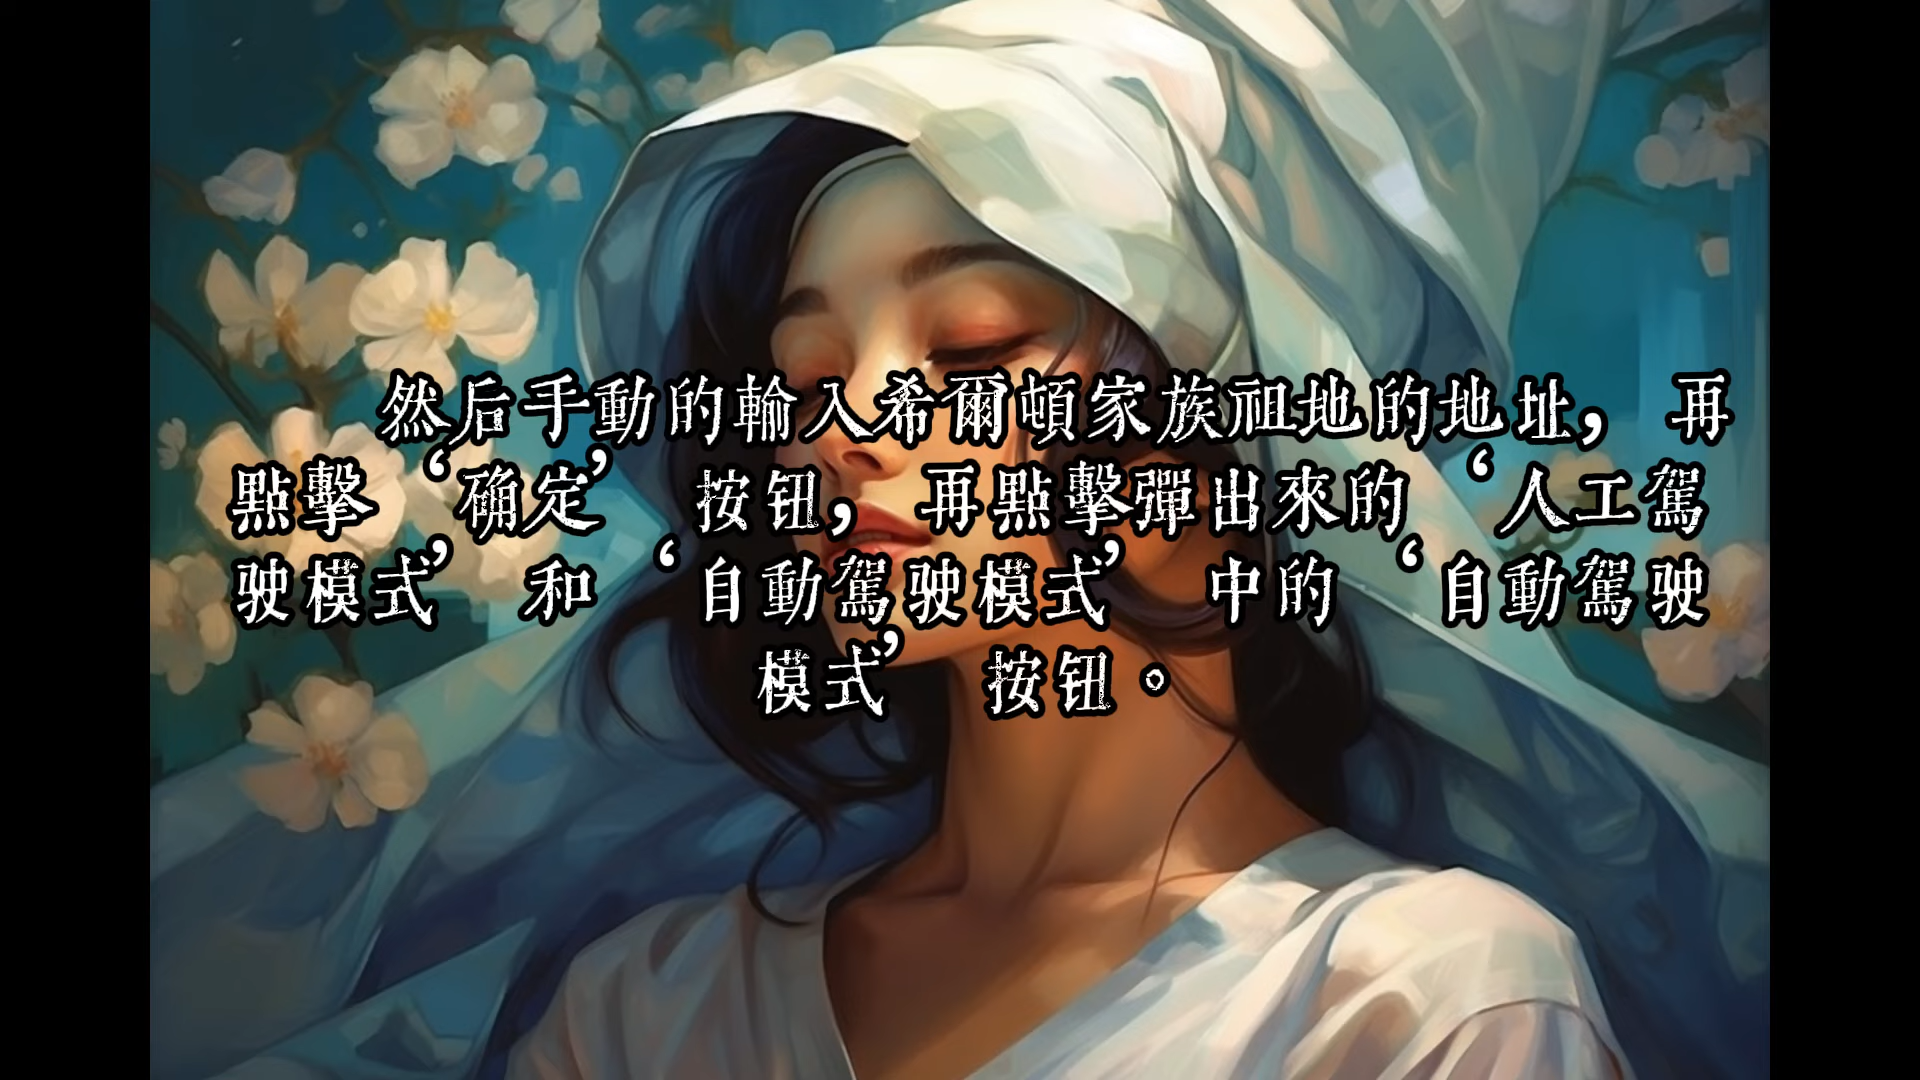 然后手動的輸入希爾頓家族祖地的地址，再
點擊‘确定’按钮，再點擊彈出來的‘人工駕
驶模式’和‘自動駕驶模式’中的‘自動駕驶
模式’按钮。